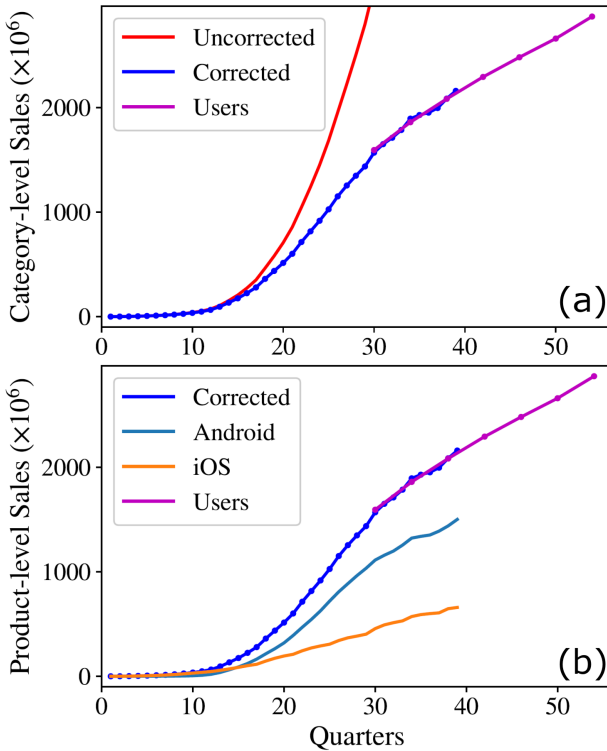 Category-level Sales (×10⁶)
2000
1000
0
Uncorrected
Corrected
Users
(a)
0 10 20 30 40 50
Product-level Sales (×10⁶)
2000
1000
0
Corrected
Android
iOS
Users
(b)
0 10 20 30 40 50
Quarters